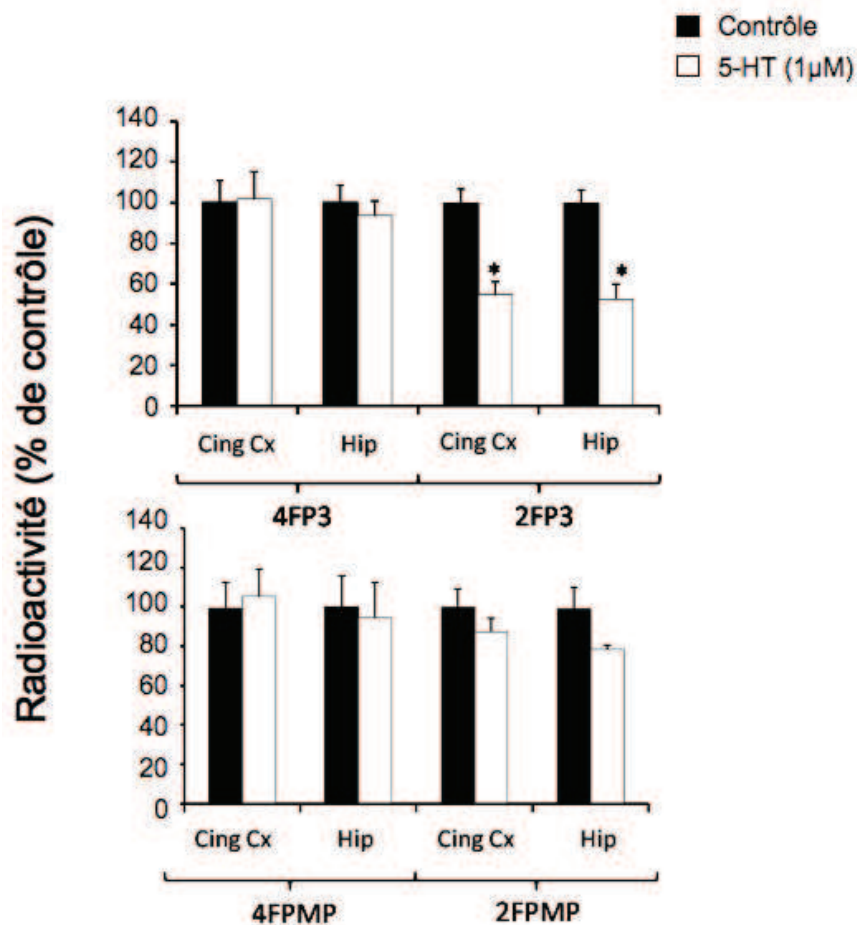 Contrôle
5-HT (1µM)
Radioactivité (% de contrôle)
140
120
100
80
60
40
20
0
*
*
Cing Cx Hip Cing Cx Hip
4FP3 2FP3
140
120
100
80
60
40
20
0
Cing Cx Hip Cing Cx Hip
4FPMP 2FPMP